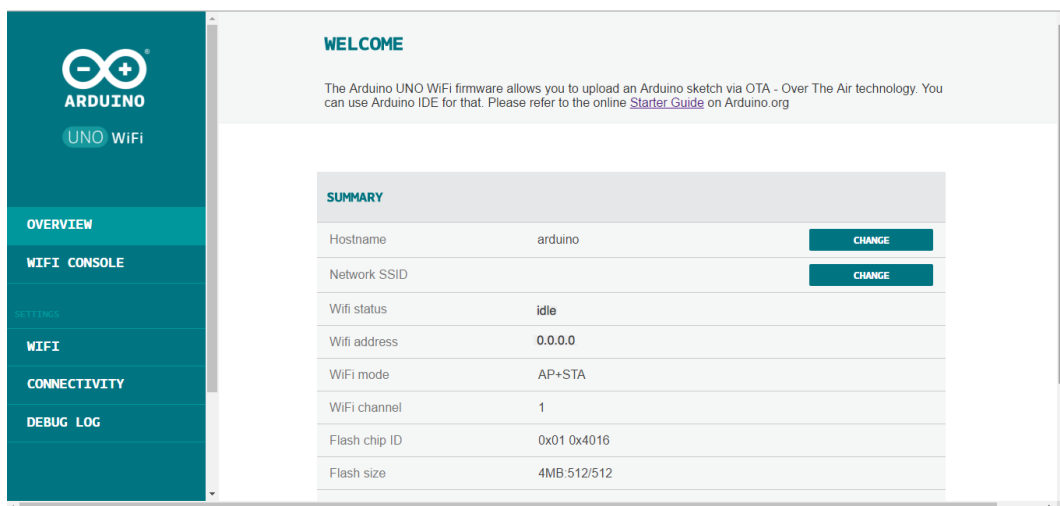 ARDUINO
UNO WiFi
OVERVIEW
WIFI CONSOLE
SETTINGS
WIFI
CONNECTIVITY
DEBUG LOG
WELCOME
The Arduino UNO WiFi firmware allows you to upload an Arduino sketch via OTA - Over The Air technology. You
can use Arduino IDE for that. Please refer to the online Starter Guide on Arduino.org
SUMMARY
Hostname arduino CHANGE
Network SSID CHANGE
Wifi status idle
Wifi address 0.0.0.0
WiFi mode AP+STA
WiFi channel 1
Flash chip ID 0x01 0x4016
Flash size 4MB:512/512